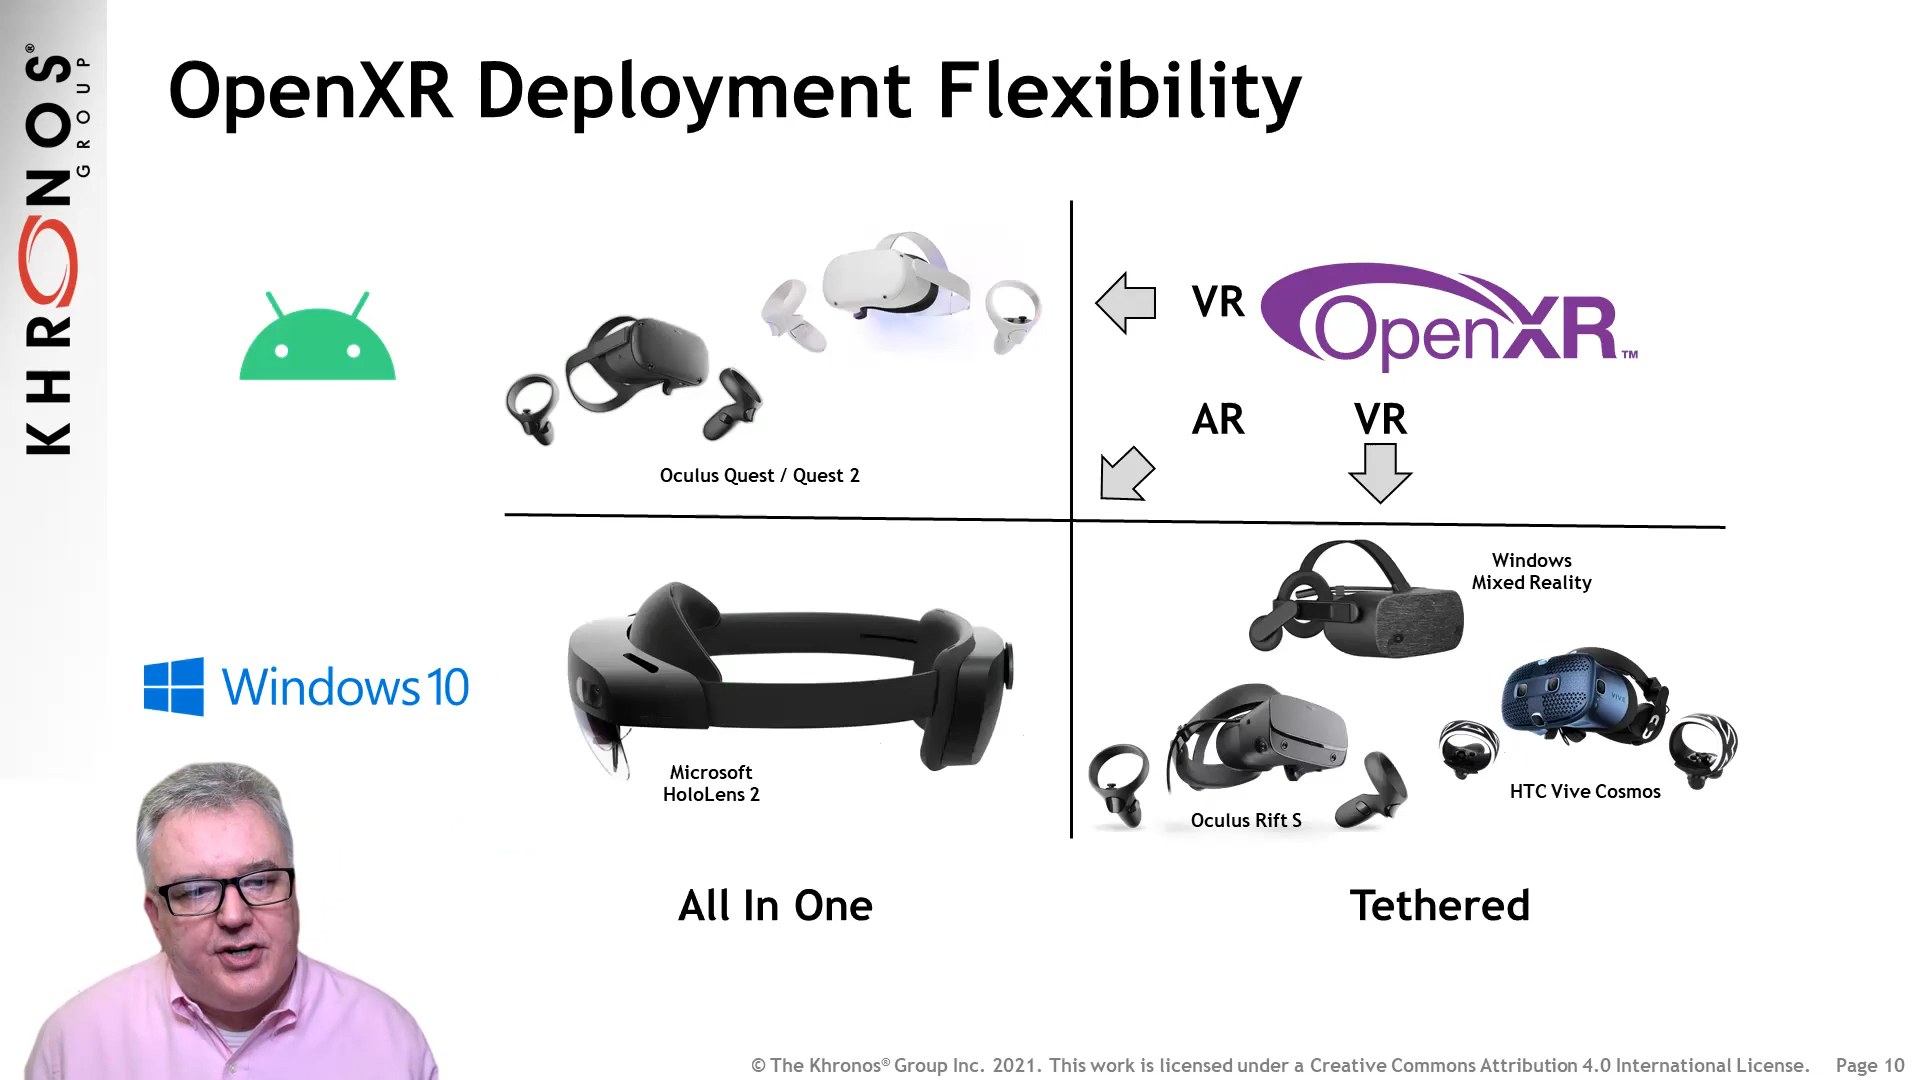 KHRONOS®
GROUP
OpenXR Deployment Flexibility
VR
OpenXR™
AR VR
Oculus Quest / Quest 2
Windows
Mixed Reality
Windows 10
VIVE
Microsoft
HoloLens 2
HTC Vive Cosmos
Oculus Rift S
All In One
Tethered
© The Khronos® Group Inc. 2021. This work is licensed under a Creative Commons Attribution 4.0 International License. Page 10